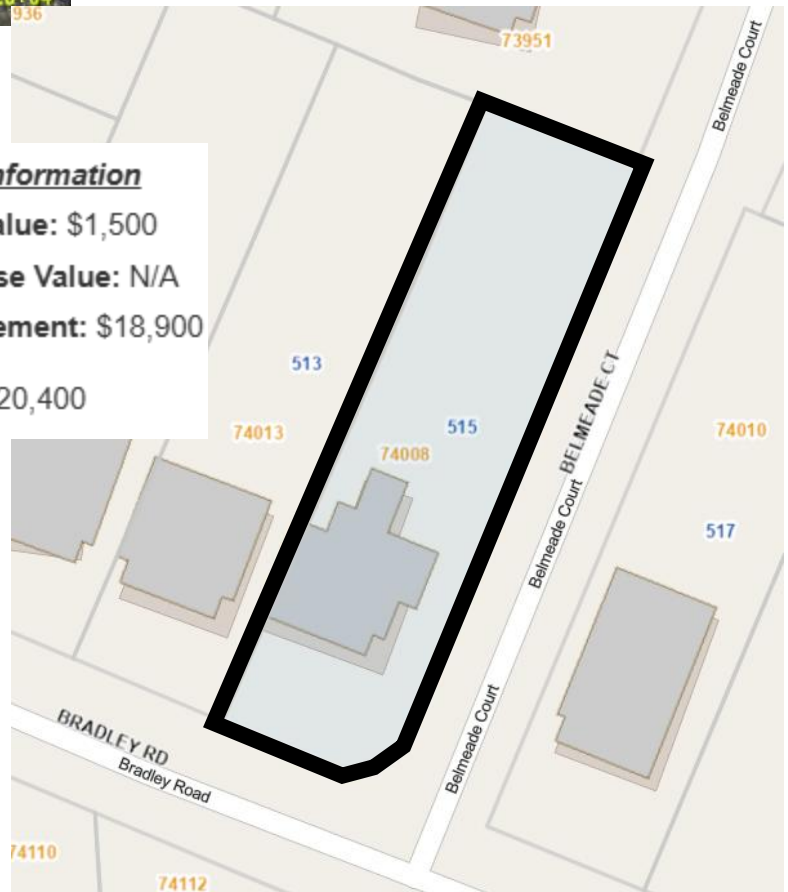 936
73951
Belmeade Court
nformation
alue: $1,500
se Value: N/A
ement: $18,900
20,400
513
74013
515
74008
BELMEADE CT
Belmeade Court
74010
517
Belmeade Court
BRADLEY RD
Bradley Road
74110
74112